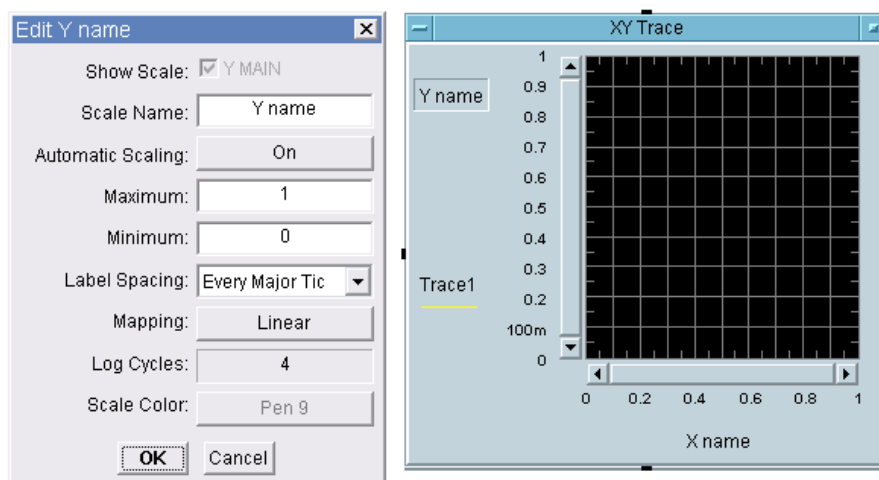 Edit Y name
Show Scale: Y MAIN
Scale Name: Y name
Automatic Scaling: On
Maximum: 1
Minimum: 0
Label Spacing: Every Major Tic
Mapping: Linear
Log Cycles: 4
Scale Color: Pen 9
OK Cancel
XY Trace
Y name
Trace1
1
0.9
0.8
0.7
0.6
0.5
0.4
0.3
0.2
100m
0
0 0.2 0.4 0.6 0.8 1
X name